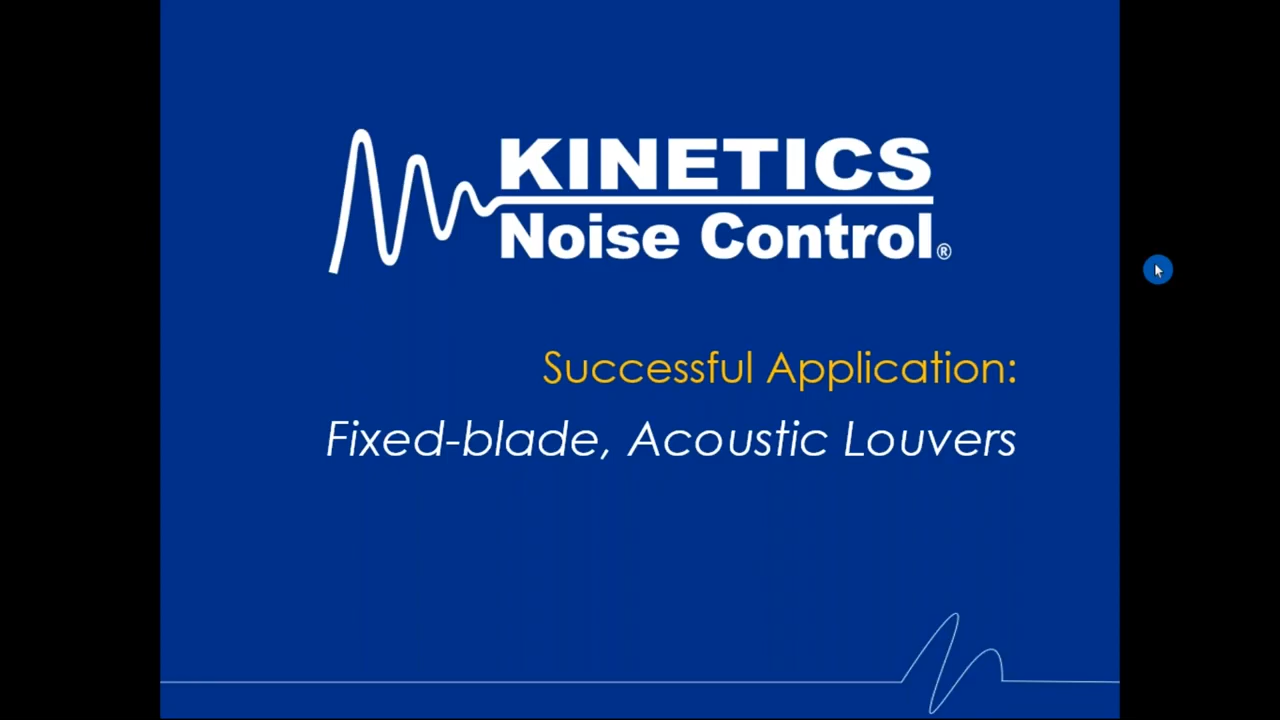 KINETICS
Noise Control®
Successful Application:
Fixed-blade, Acoustic Louvers